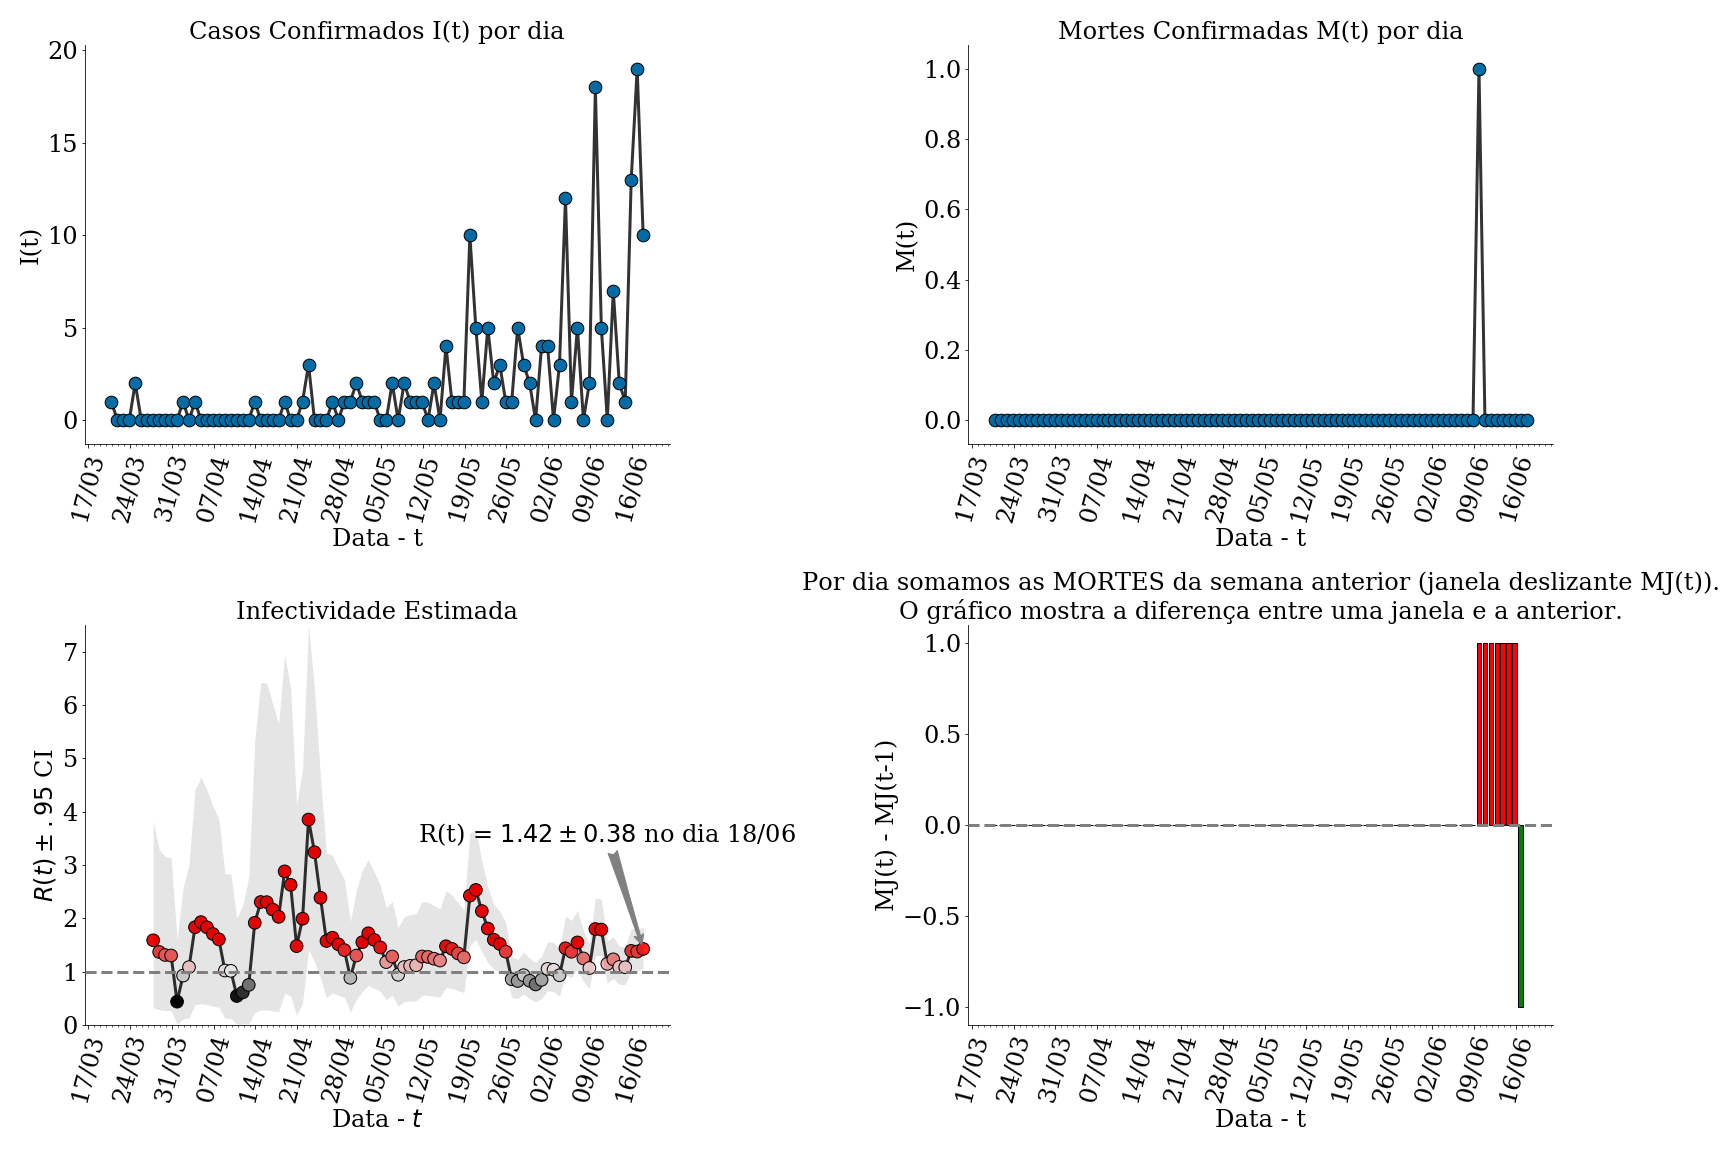 Casos Confirmados I(t) por dia
20
15
10
5
0
I(t)
17/03 24/03 31/03 07/04 14/04 21/04 28/04 05/05 12/05 19/05 26/05 02/06 09/06 16/06
Data - t
Mortes Confirmadas M(t) por dia
1.0
0.8
0.6
0.4
0.2
0.0
M(t)
17/03 24/03 31/03 07/04 14/04 21/04 28/04 05/05 12/05 19/05 26/05 02/06 09/06 16/06
Data - t
Infectividade Estimada
7
6
5
4
3
2
1
0
R(t) ± .95 CI
R(t) = 1.42 ± 0.38 no dia 18/06
17/03 24/03 31/03 07/04 14/04 21/04 28/04 05/05 12/05 19/05 26/05 02/06 09/06 16/06
Data - t
Por dia somamos as MORTES da semana anterior (janela deslizante MJ(t)).
O gráfico mostra a diferença entre uma janela e a anterior.
1.0
0.5
0.0
−0.5
−1.0
MJ(t) - MJ(t-1)
17/03 24/03 31/03 07/04 14/04 21/04 28/04 05/05 12/05 19/05 26/05 02/06 09/06 16/06
Data - t